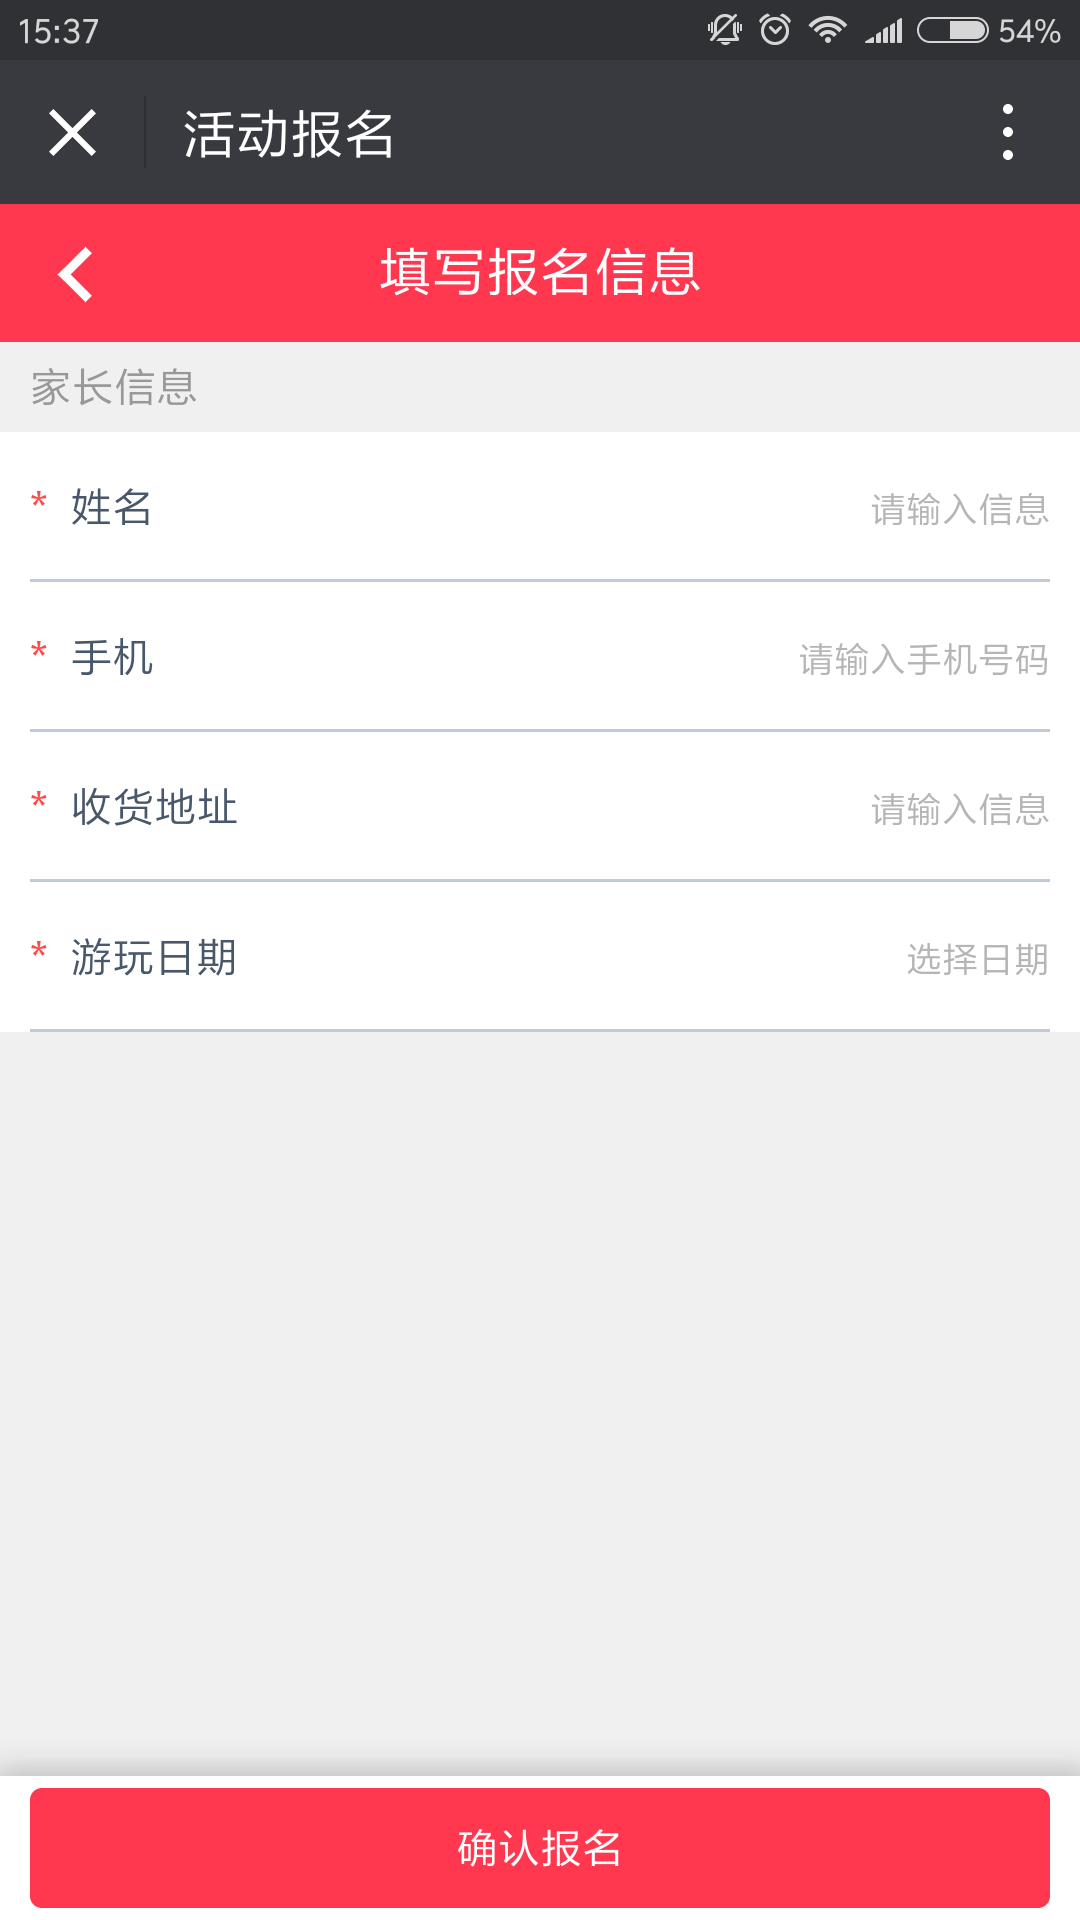 15:37 54%
活动报名
填写报名信息
家长信息
* 姓名 请输入信息
* 手机 请输入手机号码
* 收货地址 请输入信息
* 游玩日期 选择日期
确认报名